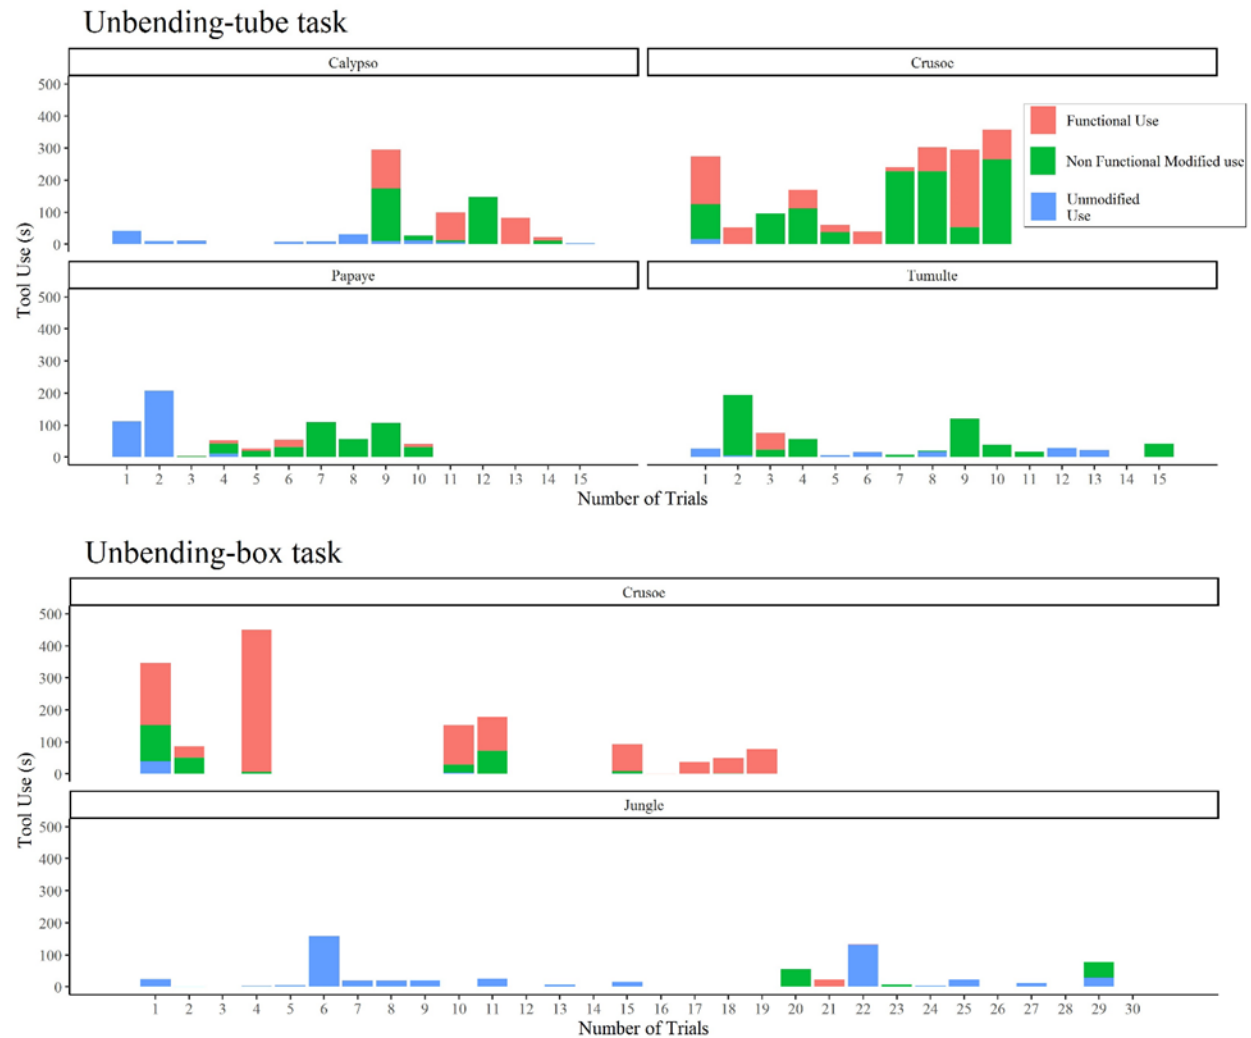 Unbending-tube task
Calypso
Crusoe
500
400
300
200
100
0
Functional Use
Non Functional Modified use
Unmodified
Use
Tool Use (s)
Papaye
Tumulte
500
400
300
200
100
0
1 2 3 4 5 6 7 8 9 10 11 12 13 14 15
1 2 3 4 5 6 7 8 9 10 11 12 13 14 15
Number of Trials
Unbending-box task
Crusoe
500
400
300
200
100
0
Tool Use (s)
Jungle
500
400
300
200
100
0
1 2 3 4 5 6 7 8 9 10 11 12 13 14 15 16 17 18 19 20 21 22 23 24 25 26 27 28 29 30
Number of Trials